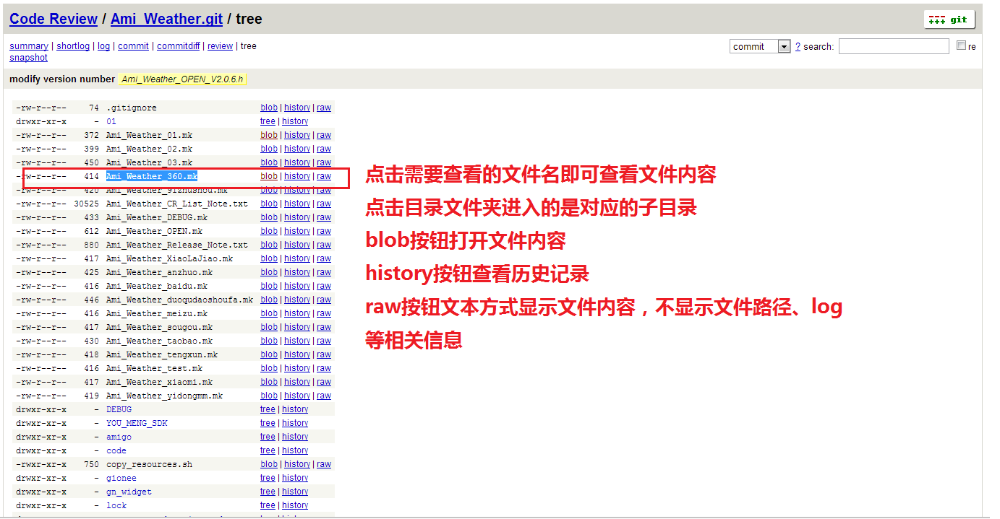 Code Review / Ami_Weather.git / tree
git
summary | shortlog | log | commit | commitdiff | review | tree
snapshot
commit ? search: re
modify version number Ami_Weather_OPEN_V2.0.6.h
-rw-r--r-- 74 .gitignore blob | history | raw
drwxr-xr-x - 01 tree | history
-rw-r--r-- 372 Ami_Weather_01.mk blob | history | raw
-rw-r--r-- 399 Ami_Weather_02.mk blob | history | raw
-rw-r--r-- 450 Ami_Weather_03.mk blob | history | raw
-rw-r--r-- 414 Ami_Weather_360.mk blob | history | raw
-rw-r--r-- 420 Ami_Weather_91zhushou.mk blob | history | raw
-rw-r--r-- 30525 Ami_Weather_CR_List_Note.txt blob | history | raw
-rw-r--r-- 433 Ami_Weather_DEBUG.mk blob | history | raw
-rw-r--r-- 612 Ami_Weather_OPEN.mk blob | history | raw
-rw-r--r-- 880 Ami_Weather_Release_Note.txt blob | history | raw
-rw-r--r-- 417 Ami_Weather_XiaoLaJiao.mk blob | history | raw
-rw-r--r-- 425 Ami_Weather_anzhuo.mk blob | history | raw
-rw-r--r-- 416 Ami_Weather_baidu.mk blob | history | raw
-rw-r--r-- 446 Ami_Weather_duoqudaoshoufa.mk blob | history | raw
-rw-r--r-- 416 Ami_Weather_meizu.mk blob | history | raw
-rw-r--r-- 417 Ami_Weather_sougou.mk blob | history | raw
-rw-r--r-- 430 Ami_Weather_taobao.mk blob | history | raw
-rw-r--r-- 418 Ami_Weather_tengxun.mk blob | history | raw
-rw-r--r-- 416 Ami_Weather_test.mk blob | history | raw
-rw-r--r-- 417 Ami_Weather_xiaomi.mk blob | history | raw
-rw-r--r-- 419 Ami_Weather_yidongmm.mk blob | history | raw
drwxr-xr-x - DEBUG tree | history
drwxr-xr-x - YOU_MENG_SDK tree | history
drwxr-xr-x - amigo tree | history
drwxr-xr-x - code tree | history
-rwxr-xr-x 750 copy_resources.sh blob | history | raw
drwxr-xr-x - gionee tree | history
drwxr-xr-x - gn_widget tree | history
drwxr-xr-x - lock tree | history
点击需要查看的文件名即可查看文件内容
点击目录文件夹进入的是对应的子目录
blob按钮打开文件内容
history按钮查看历史记录
raw按钮文本方式显示文件内容，不显示文件路径、log
等相关信息